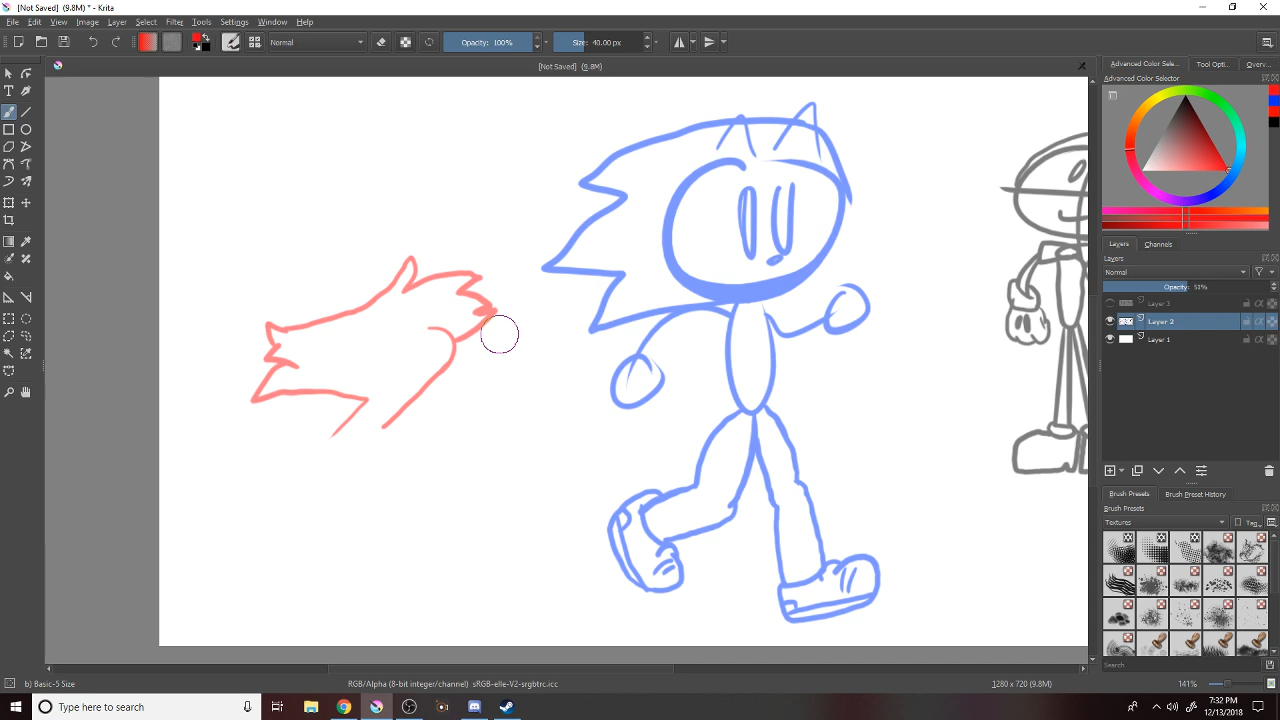 [Not Saved] (9.8M) * - Krita
File Edit View Image Layer Select Filter Tools Settings Window Help
Normal Opacity: 100% Size: 40.00 px
[Not Saved] (9.8M)
Advanced Color Sele... Tool Opti... Overv...
Advanced Color Selector
Layers Channels
Layers
Normal
Opacity: 51%
Layer 3
Layer 2
Layer 1
Brush Presets Brush Preset History
Brush Presets
Textures Tag
Search
b) Basic-5 Size RGB/Alpha (8-bit integer/channel) sRGB-elle-V2-srgbtrc.icc 1280 x 720 (9.8M) 141%
Type here to search
7:32 PM
12/13/2018